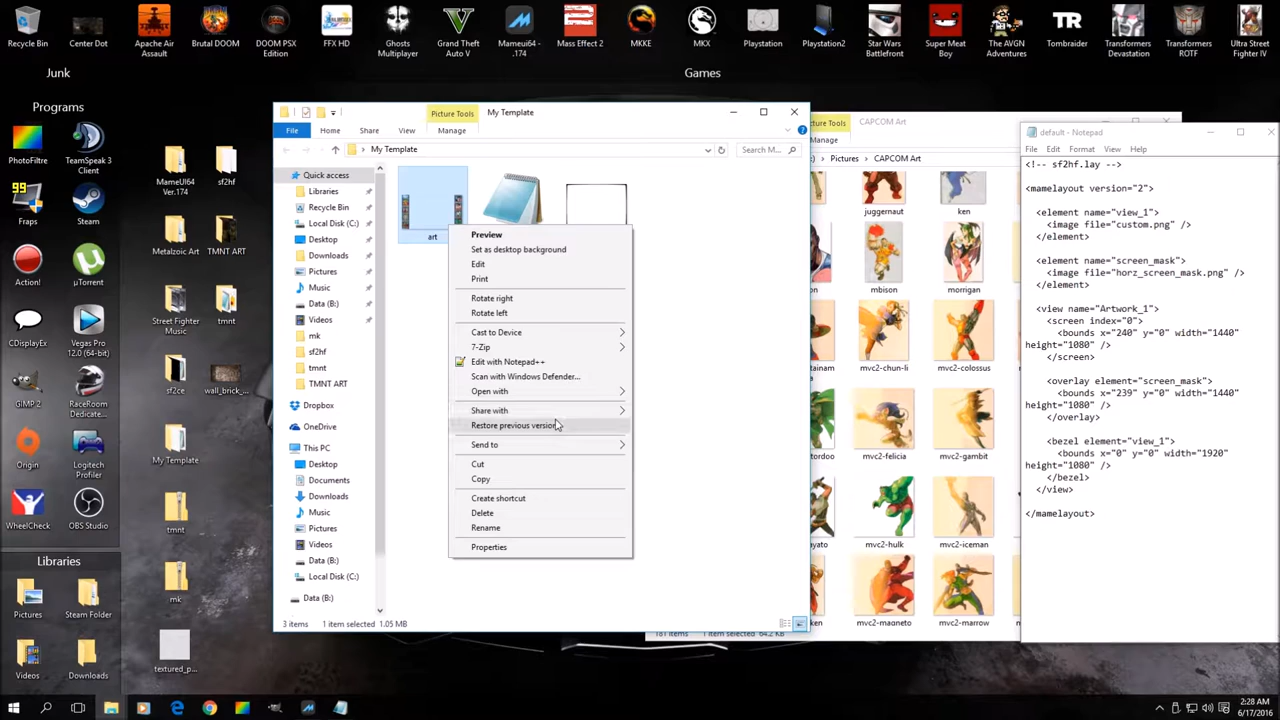 Recycle Bin
Center Dot
Apache Air
Assault
Brutal DOOM
DOOM PSX
Edition
FFX HD
Ghosts
Multiplayer
Grand Theft
Auto V
Mameui64 -
.174
Mass Effect 2
MKKE
MKX
Playstation
Playstation2
Star Wars
Battlefront
Super Meat
Boy
The AVGN
Adventures
TR
Tombraider
Transformers
Devastation
Transformers
ROTF
Ultra Street
Fighter IV
Junk
Games
Programs
PhotoFiltre
TeamSpeak 3
Client
MameUI64
Ver.174
sf2hf
99
Fraps
Steam
Metalzoic Art
TMNT ART
Action!
µTorrent
Street Fighter
Music
tmnt
CDisplayEx
Vegas Pro
12.0 (64-bit)
GIMP 2
RaceRoom
Dedicate...
sf2ce
wall_brick_...
Origin
Logitech
Profiler
My Template
WheelCheck
OBS Studio
tmnt
Libraries
Pictures
Steam Folder
mk
Videos
Downloads
textured_p...
Picture Tools
My Template
File
Home
Share
View
Manage
My Template
Search M...
Quick access
Libraries
Recycle Bin
Local Disk (C:)
Desktop
Downloads
Pictures
Music
Data (B:)
Videos
mk
sf2hf
tmnt
TMNT ART
Dropbox
OneDrive
This PC
Desktop
Documents
Downloads
Music
Pictures
Videos
Data (B:)
Local Disk (C:)
Data (B:)
3 items
1 item selected 1.05 MB
art
Preview
Set as desktop background
Edit
Print
Rotate right
Rotate left
Cast to Device
7-Zip
Edit with Notepad++
Scan with Windows Defender...
Open with
Share with
Restore previous version
Send to
Cut
Copy
Create shortcut
Delete
Rename
Properties
Picture Tools
CAPCOM Art
Manage
Pictures
CAPCOM Art
juggernaut
ken
mbison
morrigan
mvc2-chun-li
mvc2-colossus
mvc2-felicia
mvc2-gambit
mvc2-hulk
mvc2-iceman
mvc2-magneto
mvc2-marrow
1 item selected 64.2 KB
default - Notepad
File
Edit
Format
View
Help
<!-- sf2hf.lay -->
<mamelayout version="2">
<element name="view_1">
<image file="custom.png" />
</element>
<element name="screen_mask">
<image file="horz_screen_mask.png" />
</element>
<view name="Artwork_1">
<screen index="0">
<bounds x="240" y="0" width="1440"
height="1080" />
</screen>
<overlay element="screen_mask">
<bounds x="239" y="0" width="1440"
height="1080" />
</overlay>
<bezel element="view_1">
<bounds x="0" y="0" width="1920"
height="1080" />
</bezel>
</view>
</mamelayout>
2:28 AM
6/17/2016